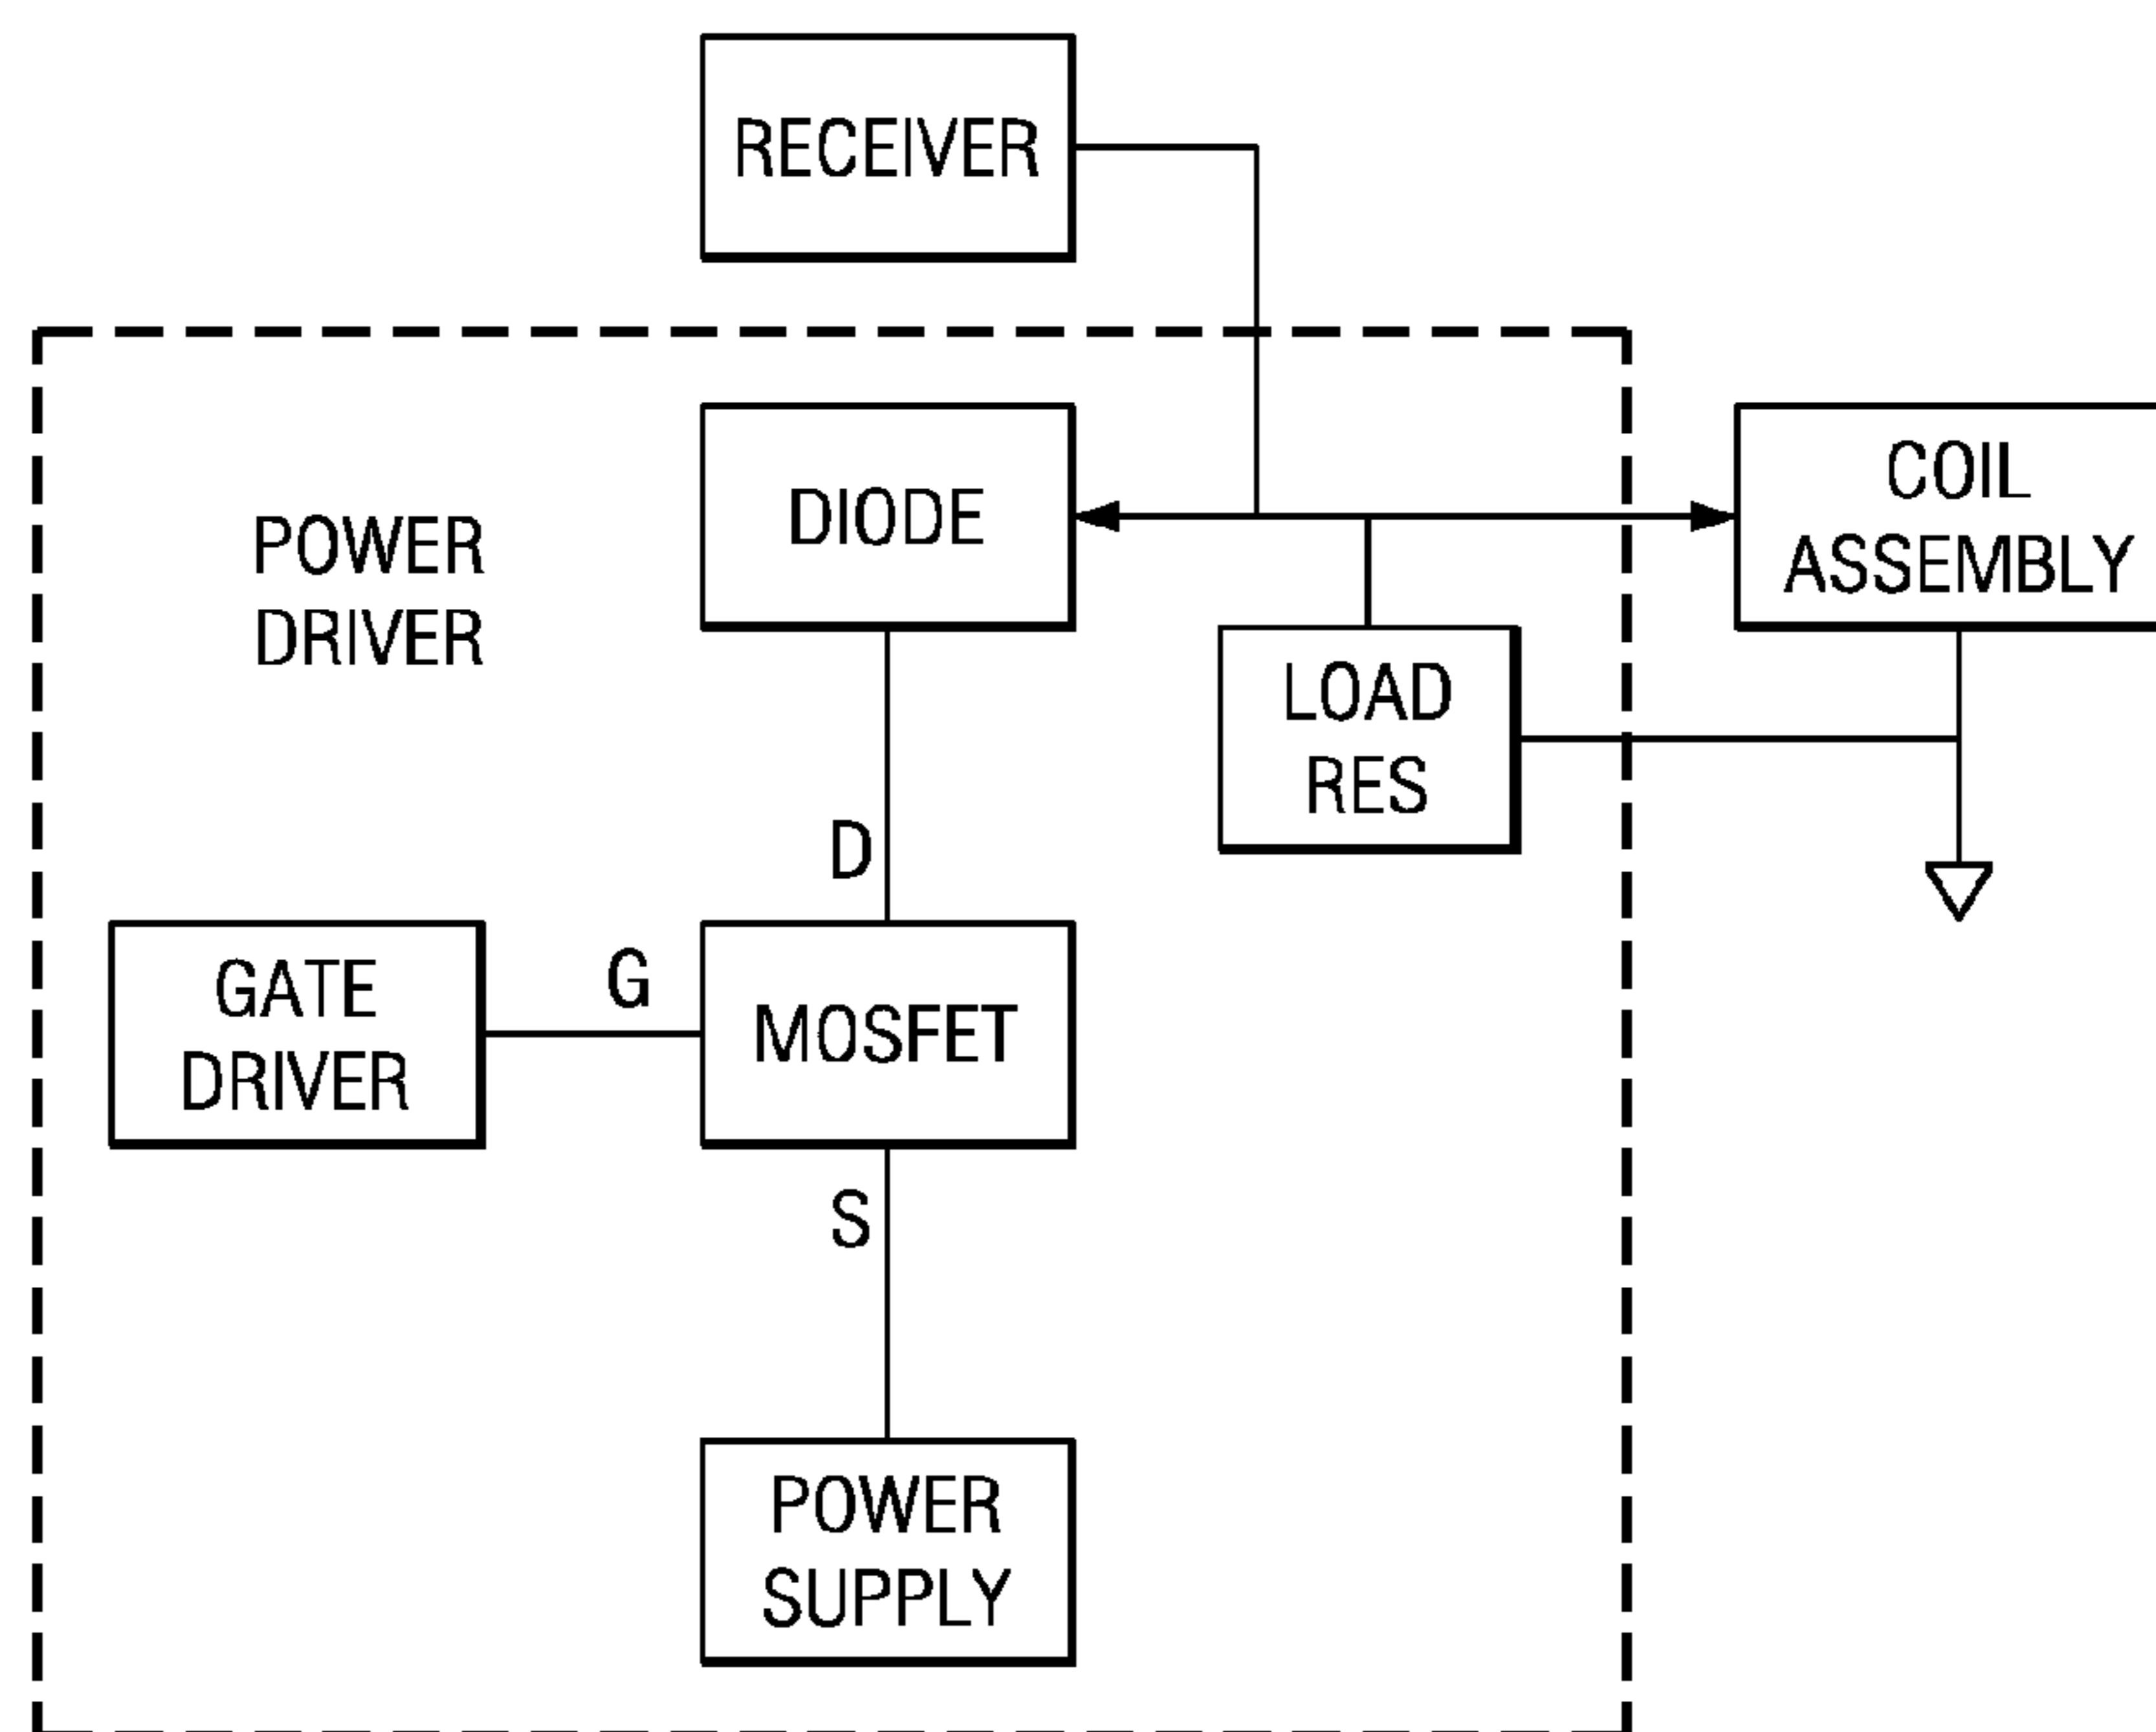 RECEIVER
POWER
DRIVER
DIODE
COIL
ASSEMBLY
LOAD
RES
D
GATE
DRIVER
G
MOSFET
S
POWER
SUPPLY